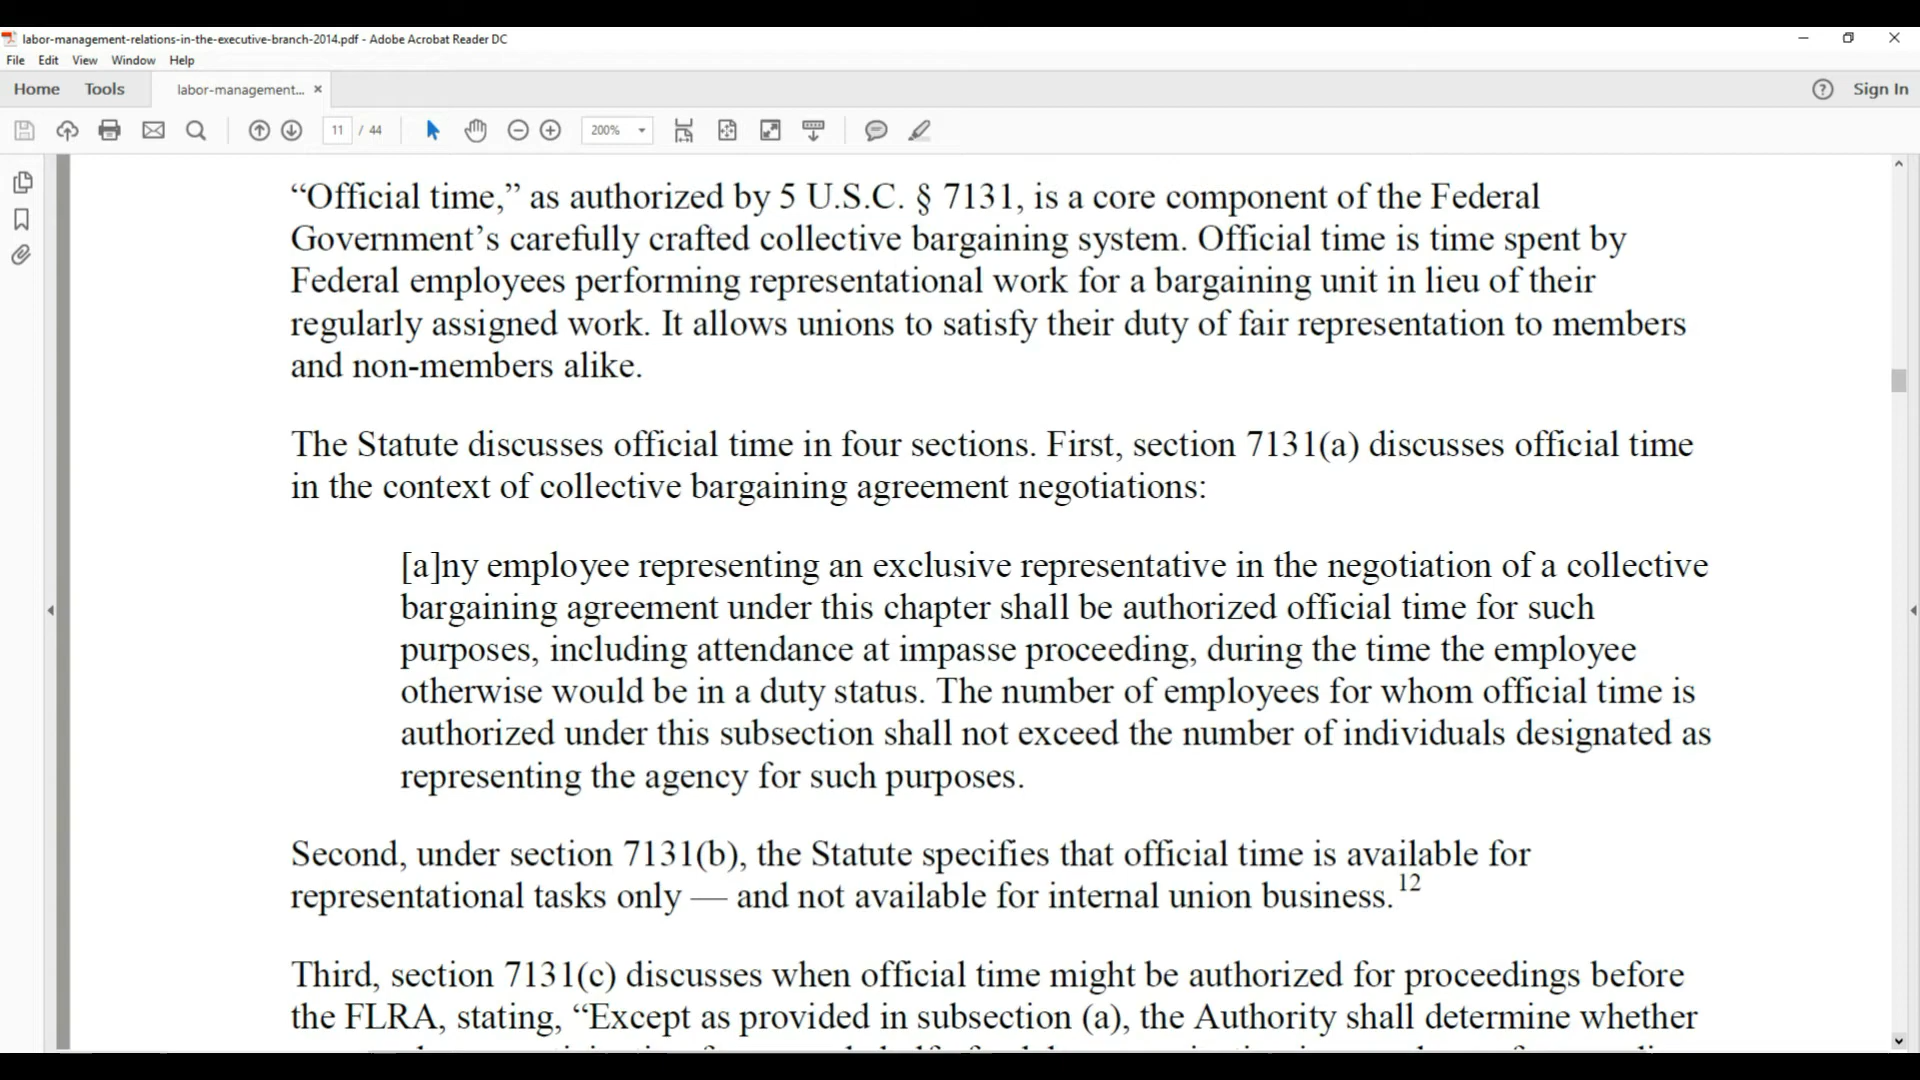 labor-management-relations-in-the-executive-branch-2014.pdf - Adobe Acrobat Reader DC
File Edit View Window Help
Home Tools labor-management... × ? Sign In
11 / 44 200%
“Official time,” as authorized by 5 U.S.C. § 7131, is a core component of the Federal
Government’s carefully crafted collective bargaining system. Official time is time spent by
Federal employees performing representational work for a bargaining unit in lieu of their
regularly assigned work. It allows unions to satisfy their duty of fair representation to members
and non-members alike.
The Statute discusses official time in four sections. First, section 7131(a) discusses official time
in the context of collective bargaining agreement negotiations:
[a]ny employee representing an exclusive representative in the negotiation of a collective
bargaining agreement under this chapter shall be authorized official time for such
purposes, including attendance at impasse proceeding, during the time the employee
otherwise would be in a duty status. The number of employees for whom official time is
authorized under this subsection shall not exceed the number of individuals designated as
representing the agency for such purposes.
Second, under section 7131(b), the Statute specifies that official time is available for
representational tasks only — and not available for internal union business.12
Third, section 7131(c) discusses when official time might be authorized for proceedings before
the FLRA, stating, “Except as provided in subsection (a), the Authority shall determine whether